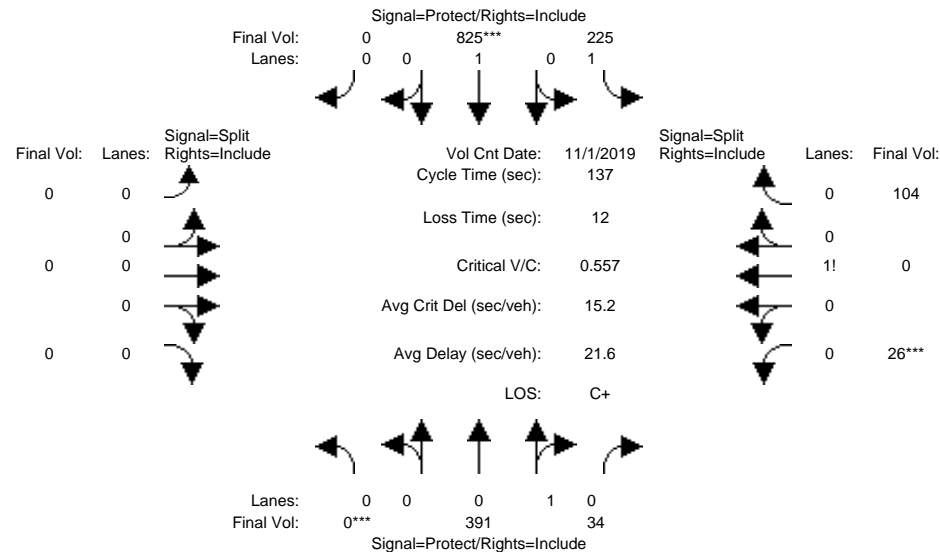 Signal=Protect/Rights=Include
Final Vol: 0 825*** 225
Lanes: 0 0 1 0 1
Signal=Split Signal=Split
Final Vol: Lanes: Rights=Include Vol Cnt Date: 11/1/2019 Rights=Include Lanes: Final Vol:
Cycle Time (sec): 137
0 0 0 104
Loss Time (sec): 12
0 0
0 0 Critical V/C: 0.557 1! 0
0 Avg Crit Del (sec/veh): 15.2 0
0 0 Avg Delay (sec/veh): 21.6 0 26***
LOS: C+
Lanes: 0 0 0 1 0
Final Vol: 0*** 391 34
Signal=Protect/Rights=Include